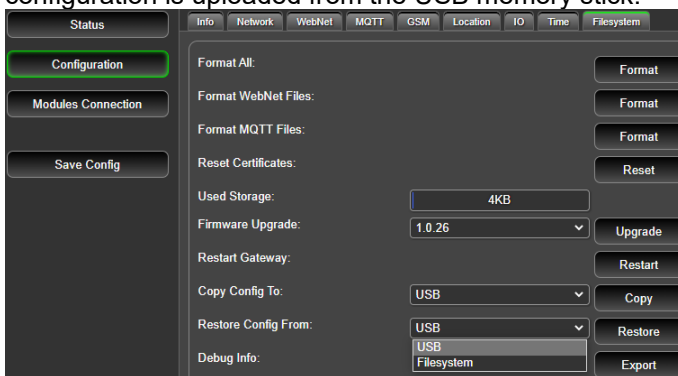 configuration is uploaded from the USB memory stick.
Status
Info Network WebNet MQTT GSM Location IO Time Filesystem
Configuration
Modules Connection
Save Config
Format All: Format
Format WebNet Files: Format
Format MQTT Files: Format
Reset Certificates: Reset
Used Storage: 4KB
Firmware Upgrade: 1.0.26 Upgrade
Restart Gateway: Restart
Copy Config To: USB Copy
Restore Config From: USB Restore
USB
Filesystem
Debug Info: Export